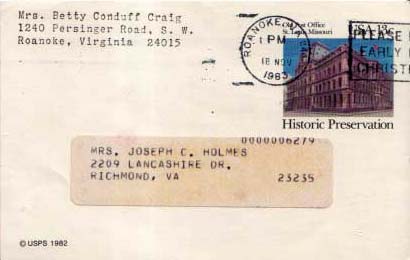 Mrs. Betty Conduff Craig
1240 Persinger Road, S. W.
Roanoke, Virginia 24015
Old Post Office
St. Louis Missouri
USA 13c
ROANOKE,
PM
18 NOV
1983
PLEASE
EARLY
CHRIST
Historic Preservation
0000006279
MRS. JOSEPH C. HOLMES
2209 LANCASHIRE DR.
RICHMOND, VA 23235
© USPS 1982